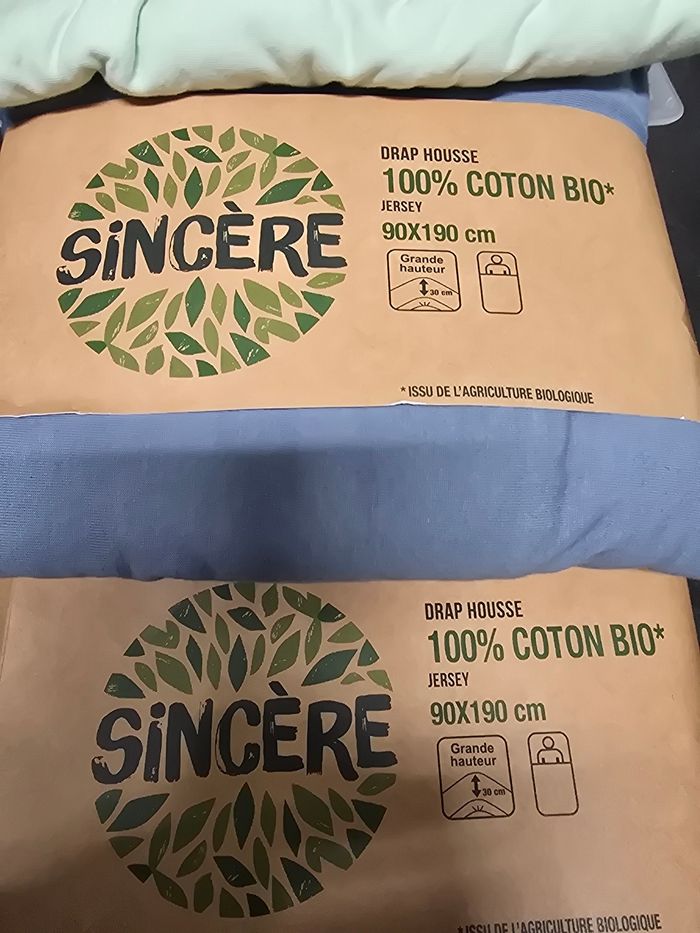 SiNCÈRE
DRAP HOUSSE
100% COTON BIO*
JERSEY
90X190 cm
Grande
hauteur
30 cm
* ISSU DE L'AGRICULTURE BIOLOGIQUE
SiNCÈRE
DRAP HOUSSE
100% COTON BIO*
JERSEY
90X190 cm
Grande
hauteur
30 cm
* ISSU DE L'AGRICULTURE BIOLOGIQUE